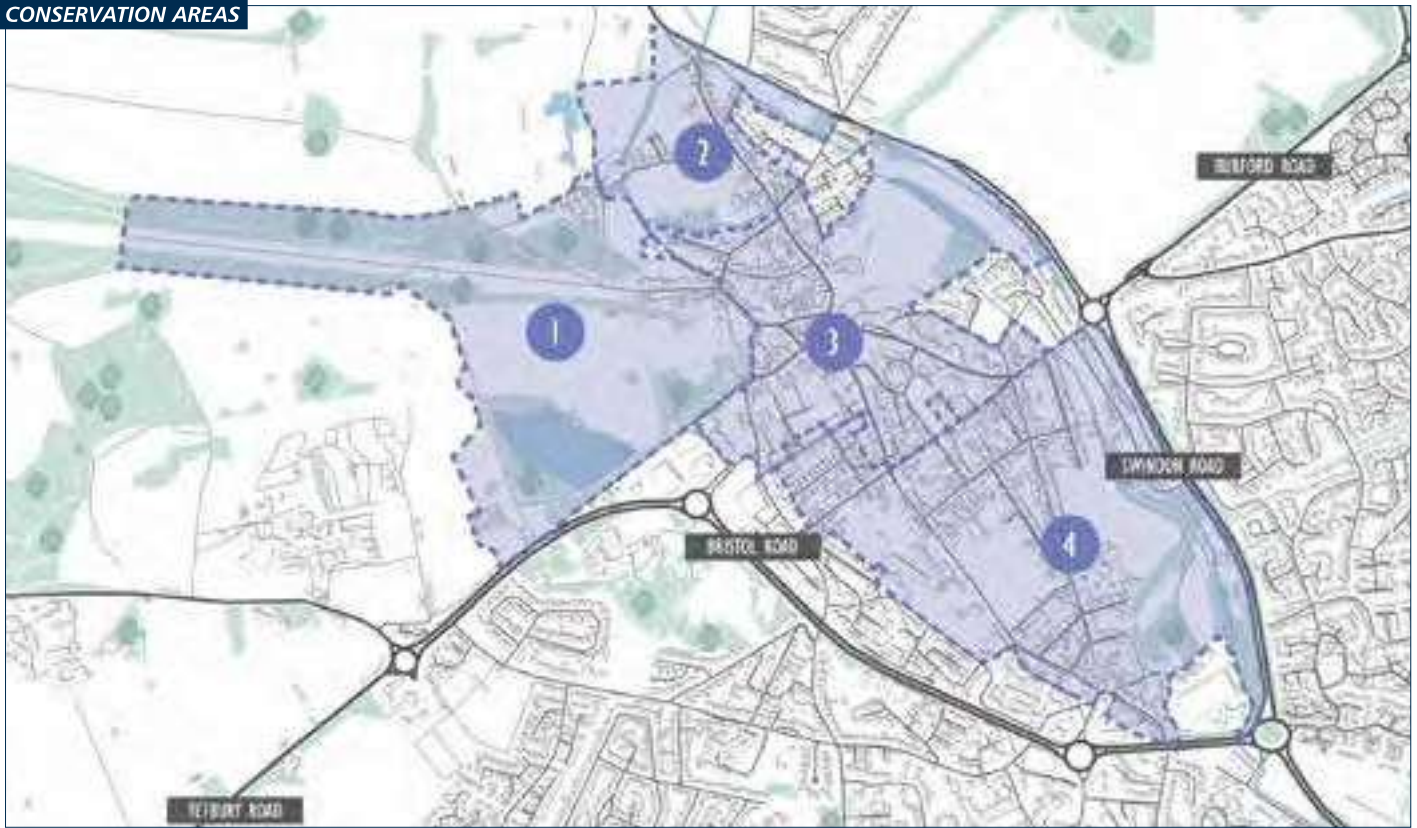 CONSERVATION AREAS
2
BURFORD ROAD
1
3
SWINDON ROAD
4
BRISTOL ROAD
TETBURY ROAD